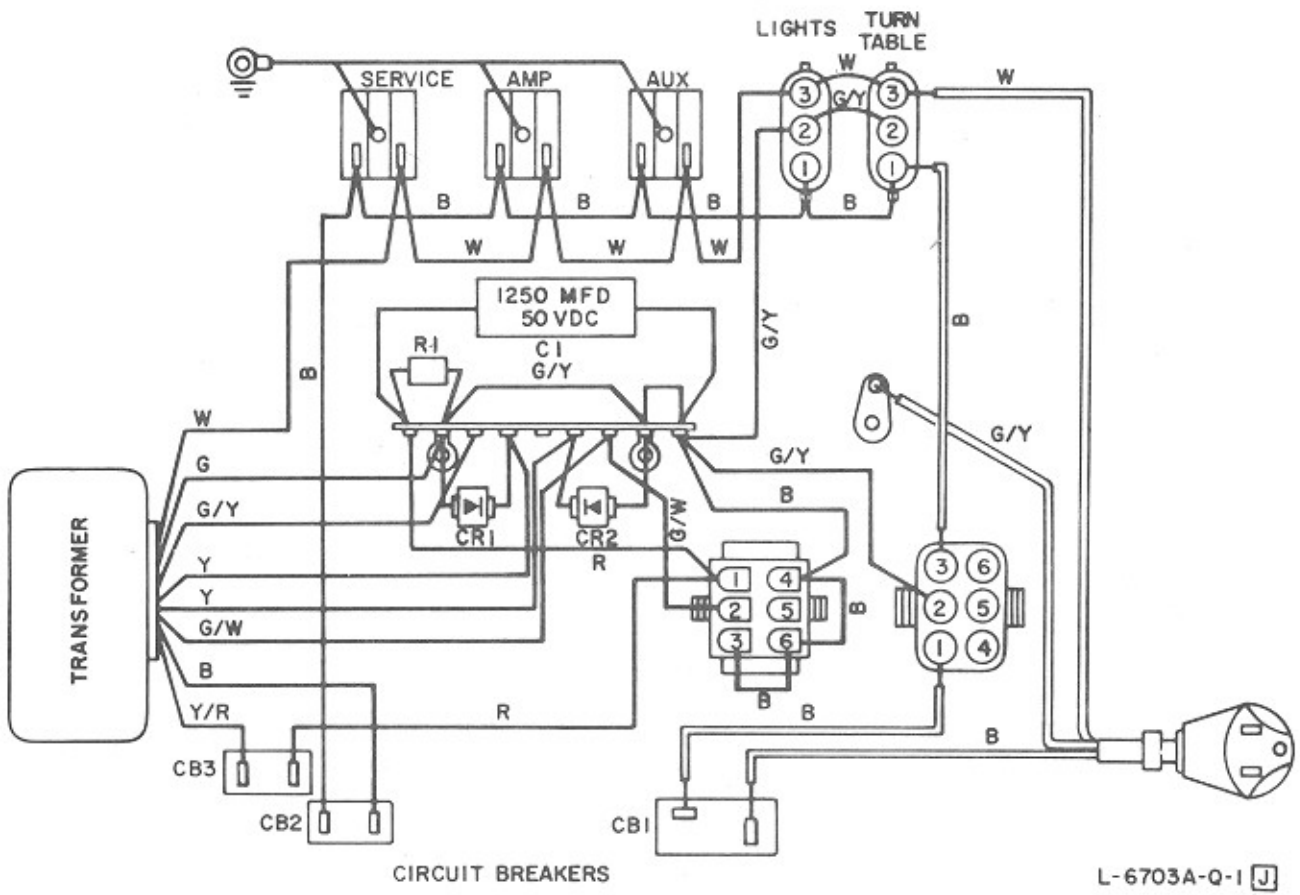 LIGHTS
TURN
TABLE
SERVICE AMP AUX
W
W
3 3
G/Y
2 2
1 1
B B B B
W W W
1250 MFD
50 VDC
C1
R1
G/Y
G/Y
B
B
W
G
G/Y
Y
Y
G/W
B
Y/R
TRANSFORMER
CR1 CR2
R
G/W
G/Y
B
G/Y
1 4
2 5
3 6
B
B
3 6
2 5
1 4
R
B
B
CB3
CB2
CB1
CIRCUIT BREAKERS
L-6703A-Q-1 J